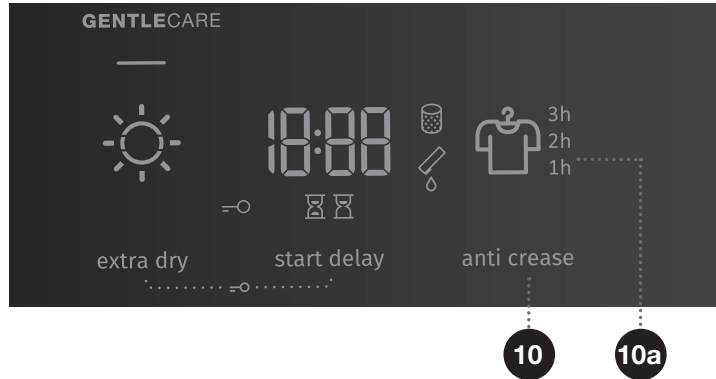 GENTLECARE
18:88
3h
2h
1h
extra dry
start delay
anti crease
10
10a